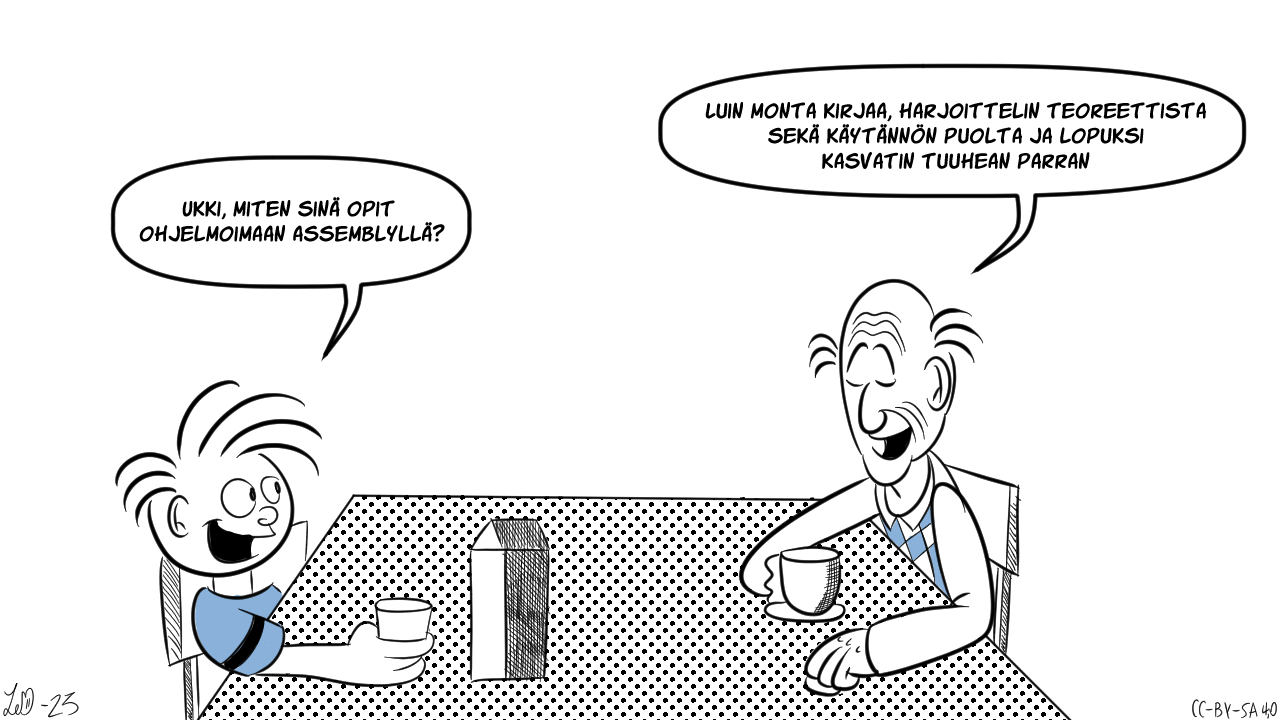 UKKI, MITEN SINÄ OPIT
OHJELMOIMAAN ASSEMBLYLLÄ?
LUIN MONTA KIRJAA, HARJOITTELIN TEOREETTISTA
SEKÄ KÄYTÄNNÖN PUOLTA JA LOPUKSI
KASVATIN TUUHEAN PARRAN
-23
CC-BY-SA 4.0